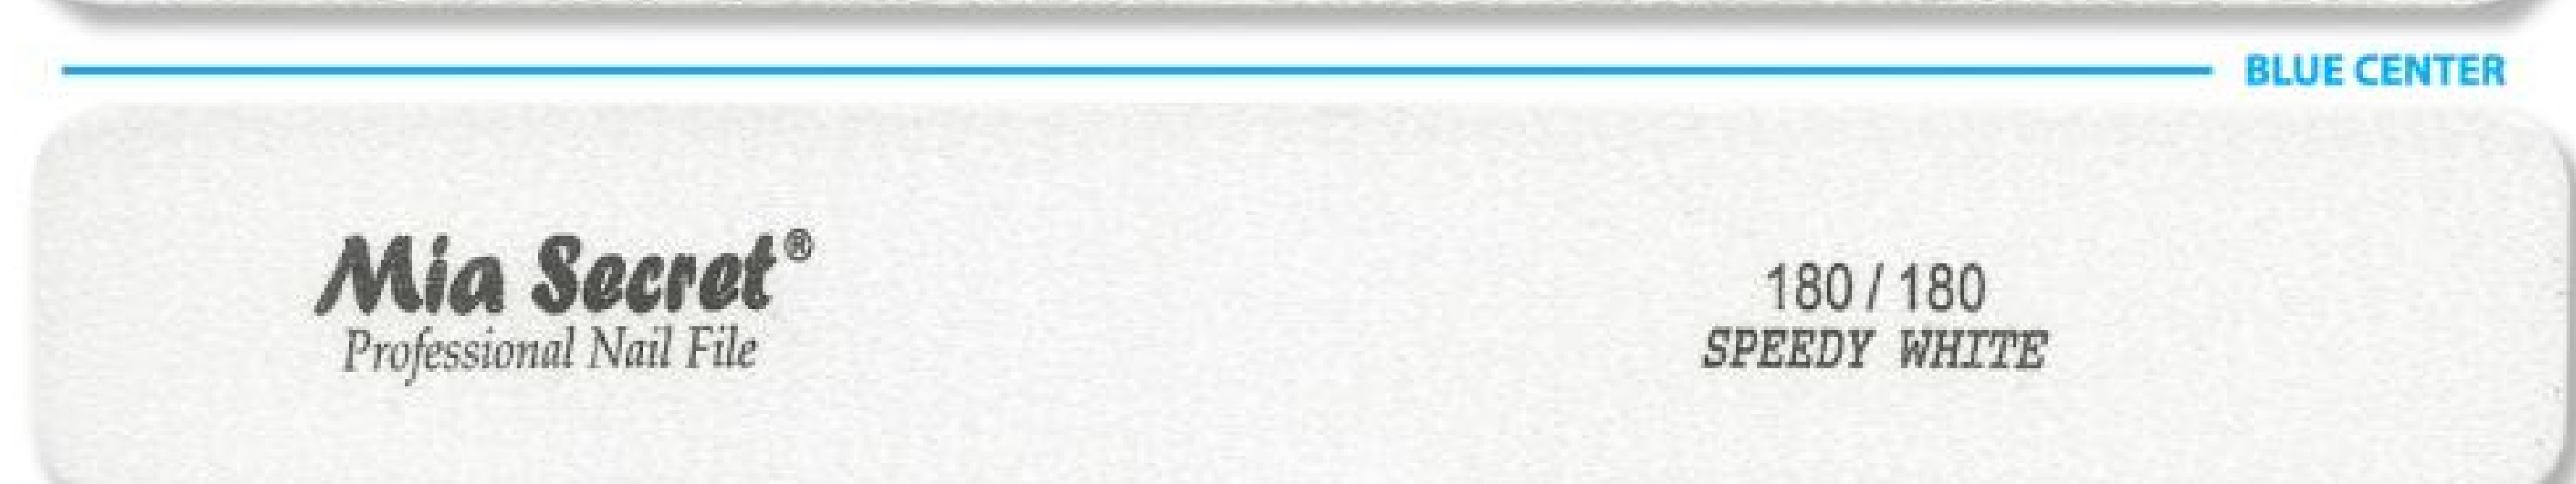 BLUE CENTER
Mia Secret®
Professional Nail File
180 / 180
SPEEDY WHITE